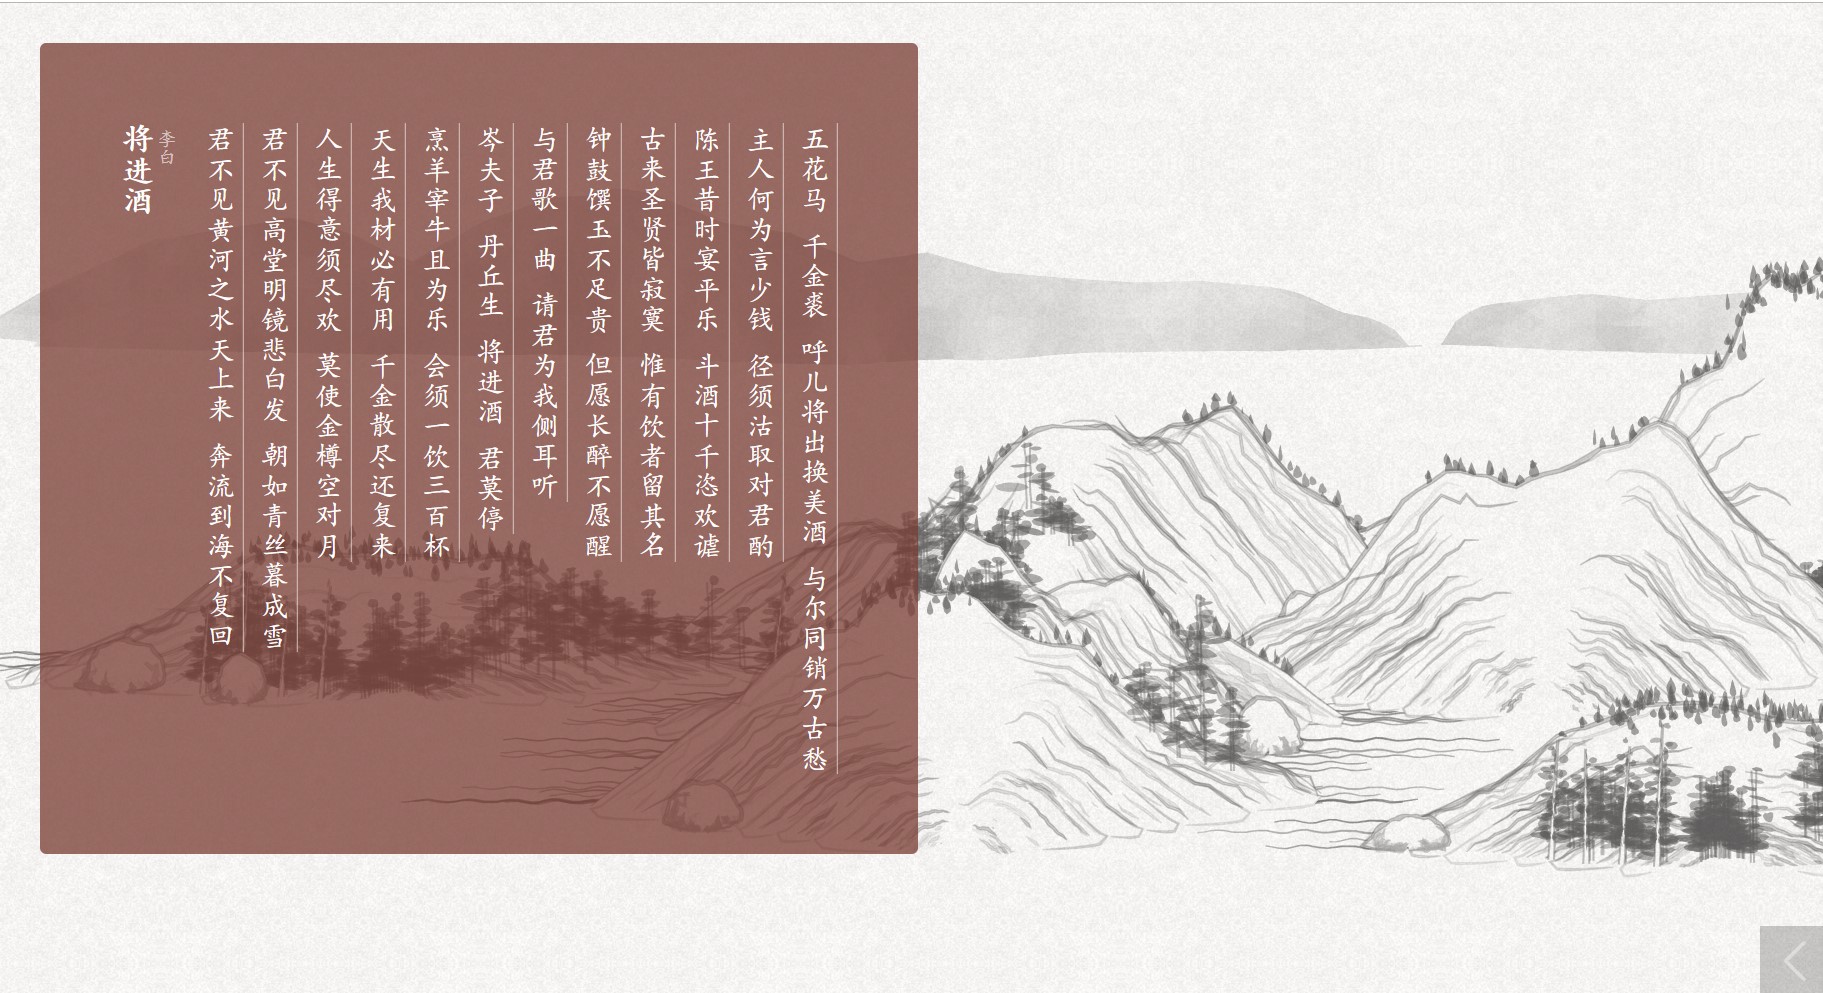 将进酒
李白
君不见黄河之水天上来 奔流到海不复回
君不见高堂明镜悲白发 朝如青丝暮成雪
人生得意须尽欢 莫使金樽空对月
天生我材必有用 千金散尽还复来
烹羊宰牛且为乐 会须一饮三百杯
岑夫子 丹丘生 将进酒 君莫停
与君歌一曲 请君为我侧耳听
钟鼓馔玉不足贵 但愿长醉不愿醒
古来圣贤皆寂寞 惟有饮者留其名
陈王昔时宴平乐 斗酒十千恣欢谑
主人何为言少钱 径须沽取对君酌
五花马 千金裘 呼儿将出换美酒 与尔同销万古愁